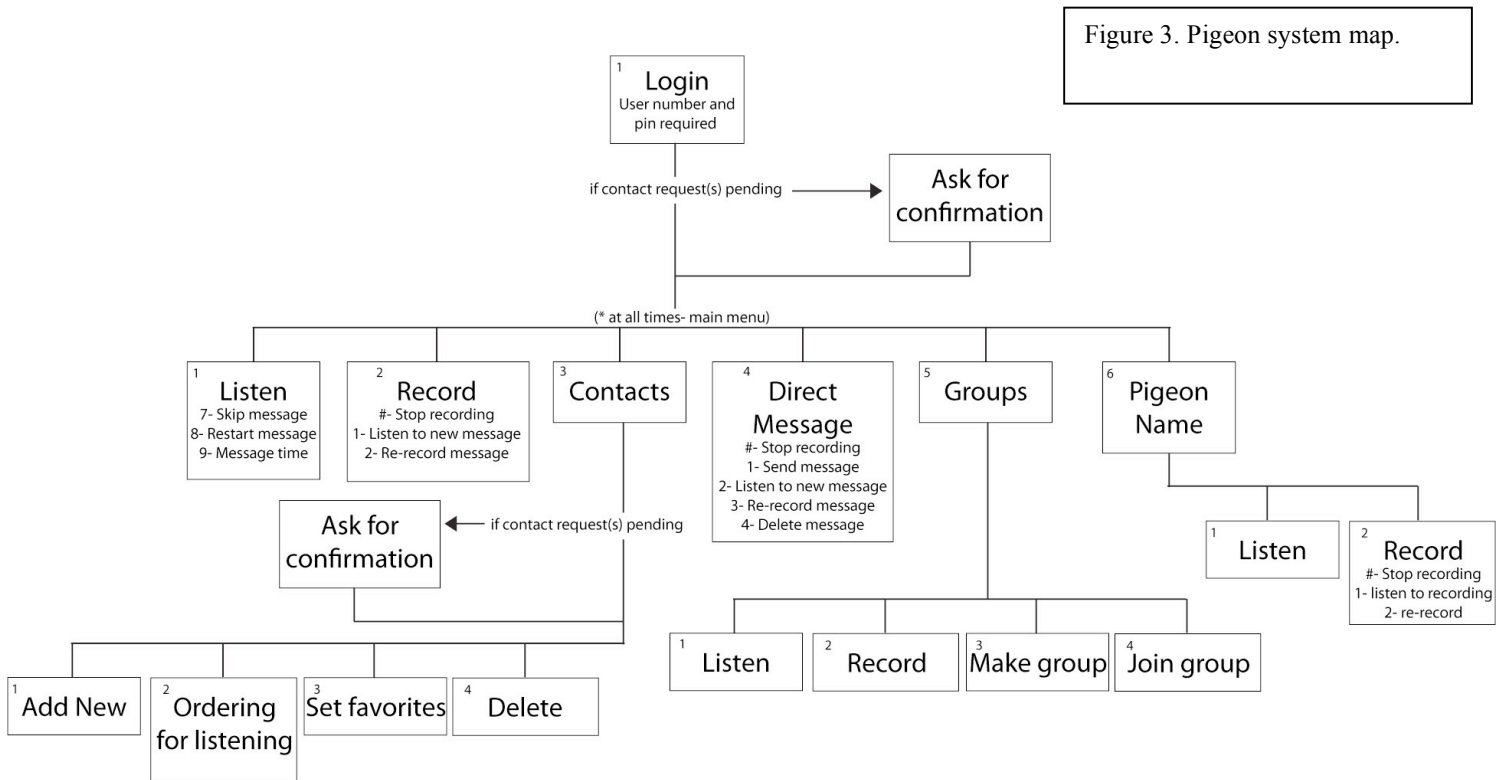 Figure 3. Pigeon system map.
1
Login
User number and
pin required
if contact request(s) pending
Ask for
confirmation
(* at all times- main menu)
1
Listen
7- Skip message
8- Restart message
9- Message time
2
Record
#- Stop recording
1- Listen to new message
2- Re-record message
3
Contacts
4
Direct
Message
#- Stop recording
1- Send message
2- Listen to new message
3- Re-record message
4- Delete message
5
Groups
6
Pigeon
Name
Ask for
confirmation
if contact request(s) pending
1
Listen
2
Record
#- Stop recording
1- listen to recording
2- re-record
1
Listen
2
Record
3
Make group
4
Join group
1
Add New
2
Ordering
for listening
3
Set favorites
4
Delete